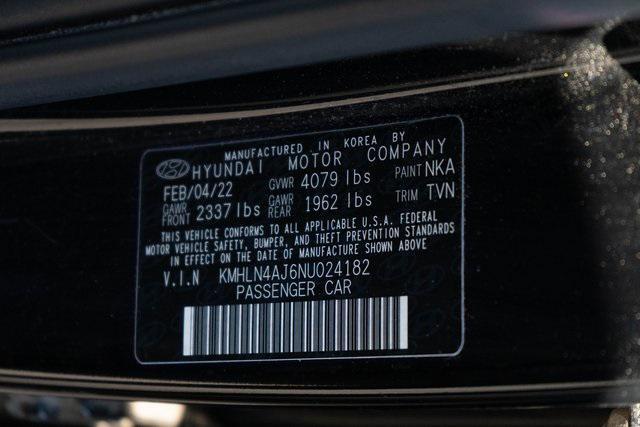 MANUFACTURED IN KOREA BY
HYUNDAI MOTOR COMPANY
FEB/04/22 GVWR 4079 lbs PAINT NKA
GAWR FRONT 2337 lbs GAWR REAR 1962 lbs TRIM TVN
THIS VEHICLE CONFORMS TO ALL APPLICABLE U.S.A. FEDERAL
MOTOR VEHICLE SAFETY, BUMPER, AND THEFT PREVENTION STANDARDS
IN EFFECT ON THE DATE OF MANUFACTURE SHOWN ABOVE
V.I.N KMHLN4AJ6NU024182
PASSENGER CAR